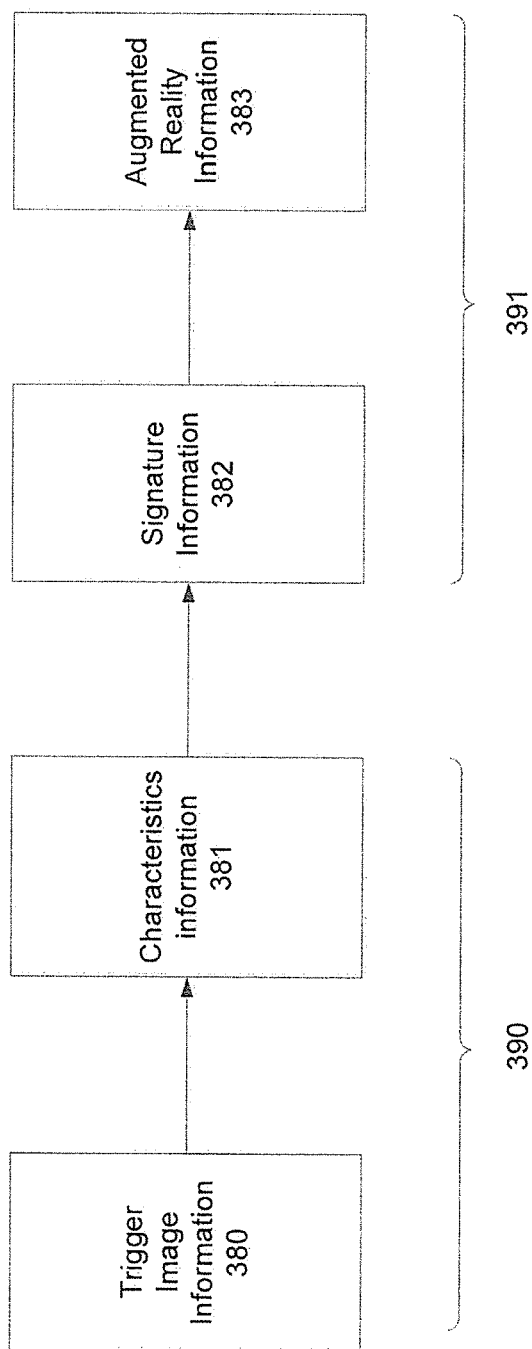 Trigger
Image
Information
380
Characteristics
information
381
Signature
Information
382
Augmented
Reality
Information
383
390
391